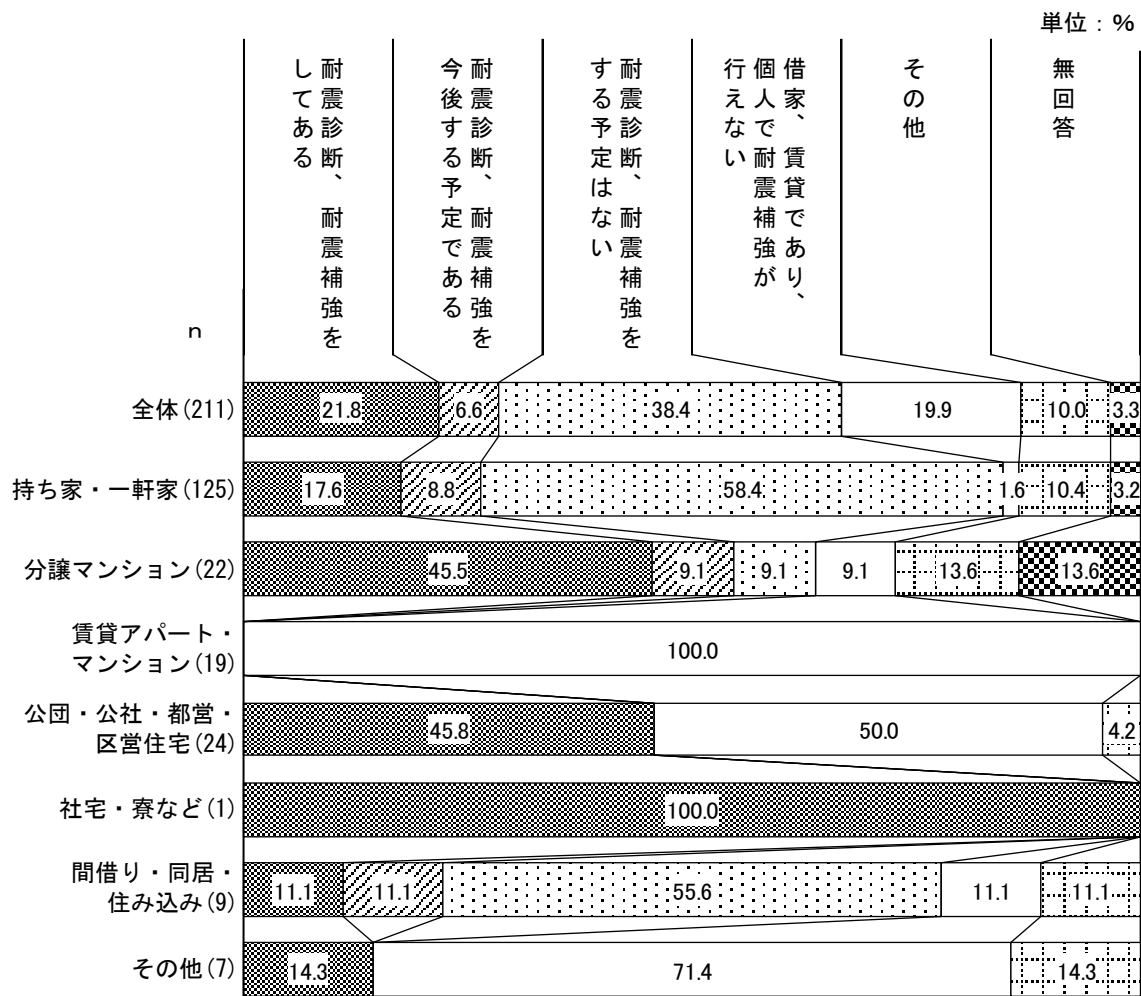 単位：％
耐震診断、耐震補強を
してある
耐震診断、耐震補強を
今後する予定である
耐震診断、耐震補強を
する予定はない
借家、賃貸であり、
個人で耐震補強が
行えない
その他
無回答
ｎ
全体(211)
21.8 6.6 38.4 19.9 10.0 3.3
持ち家・一軒家(125)
17.6 8.8 58.4 1.6 10.4 3.2
分譲マンション(22)
45.5 9.1 9.1 9.1 13.6 13.6
賃貸アパート・
マンション(19)
100.0
公団・公社・都営・
区営住宅(24)
45.8 50.0 4.2
社宅・寮など(1)
100.0
間借り・同居・
住み込み(9)
11.1 11.1 55.6 11.1 11.1
その他(7)
14.3 71.4 14.3